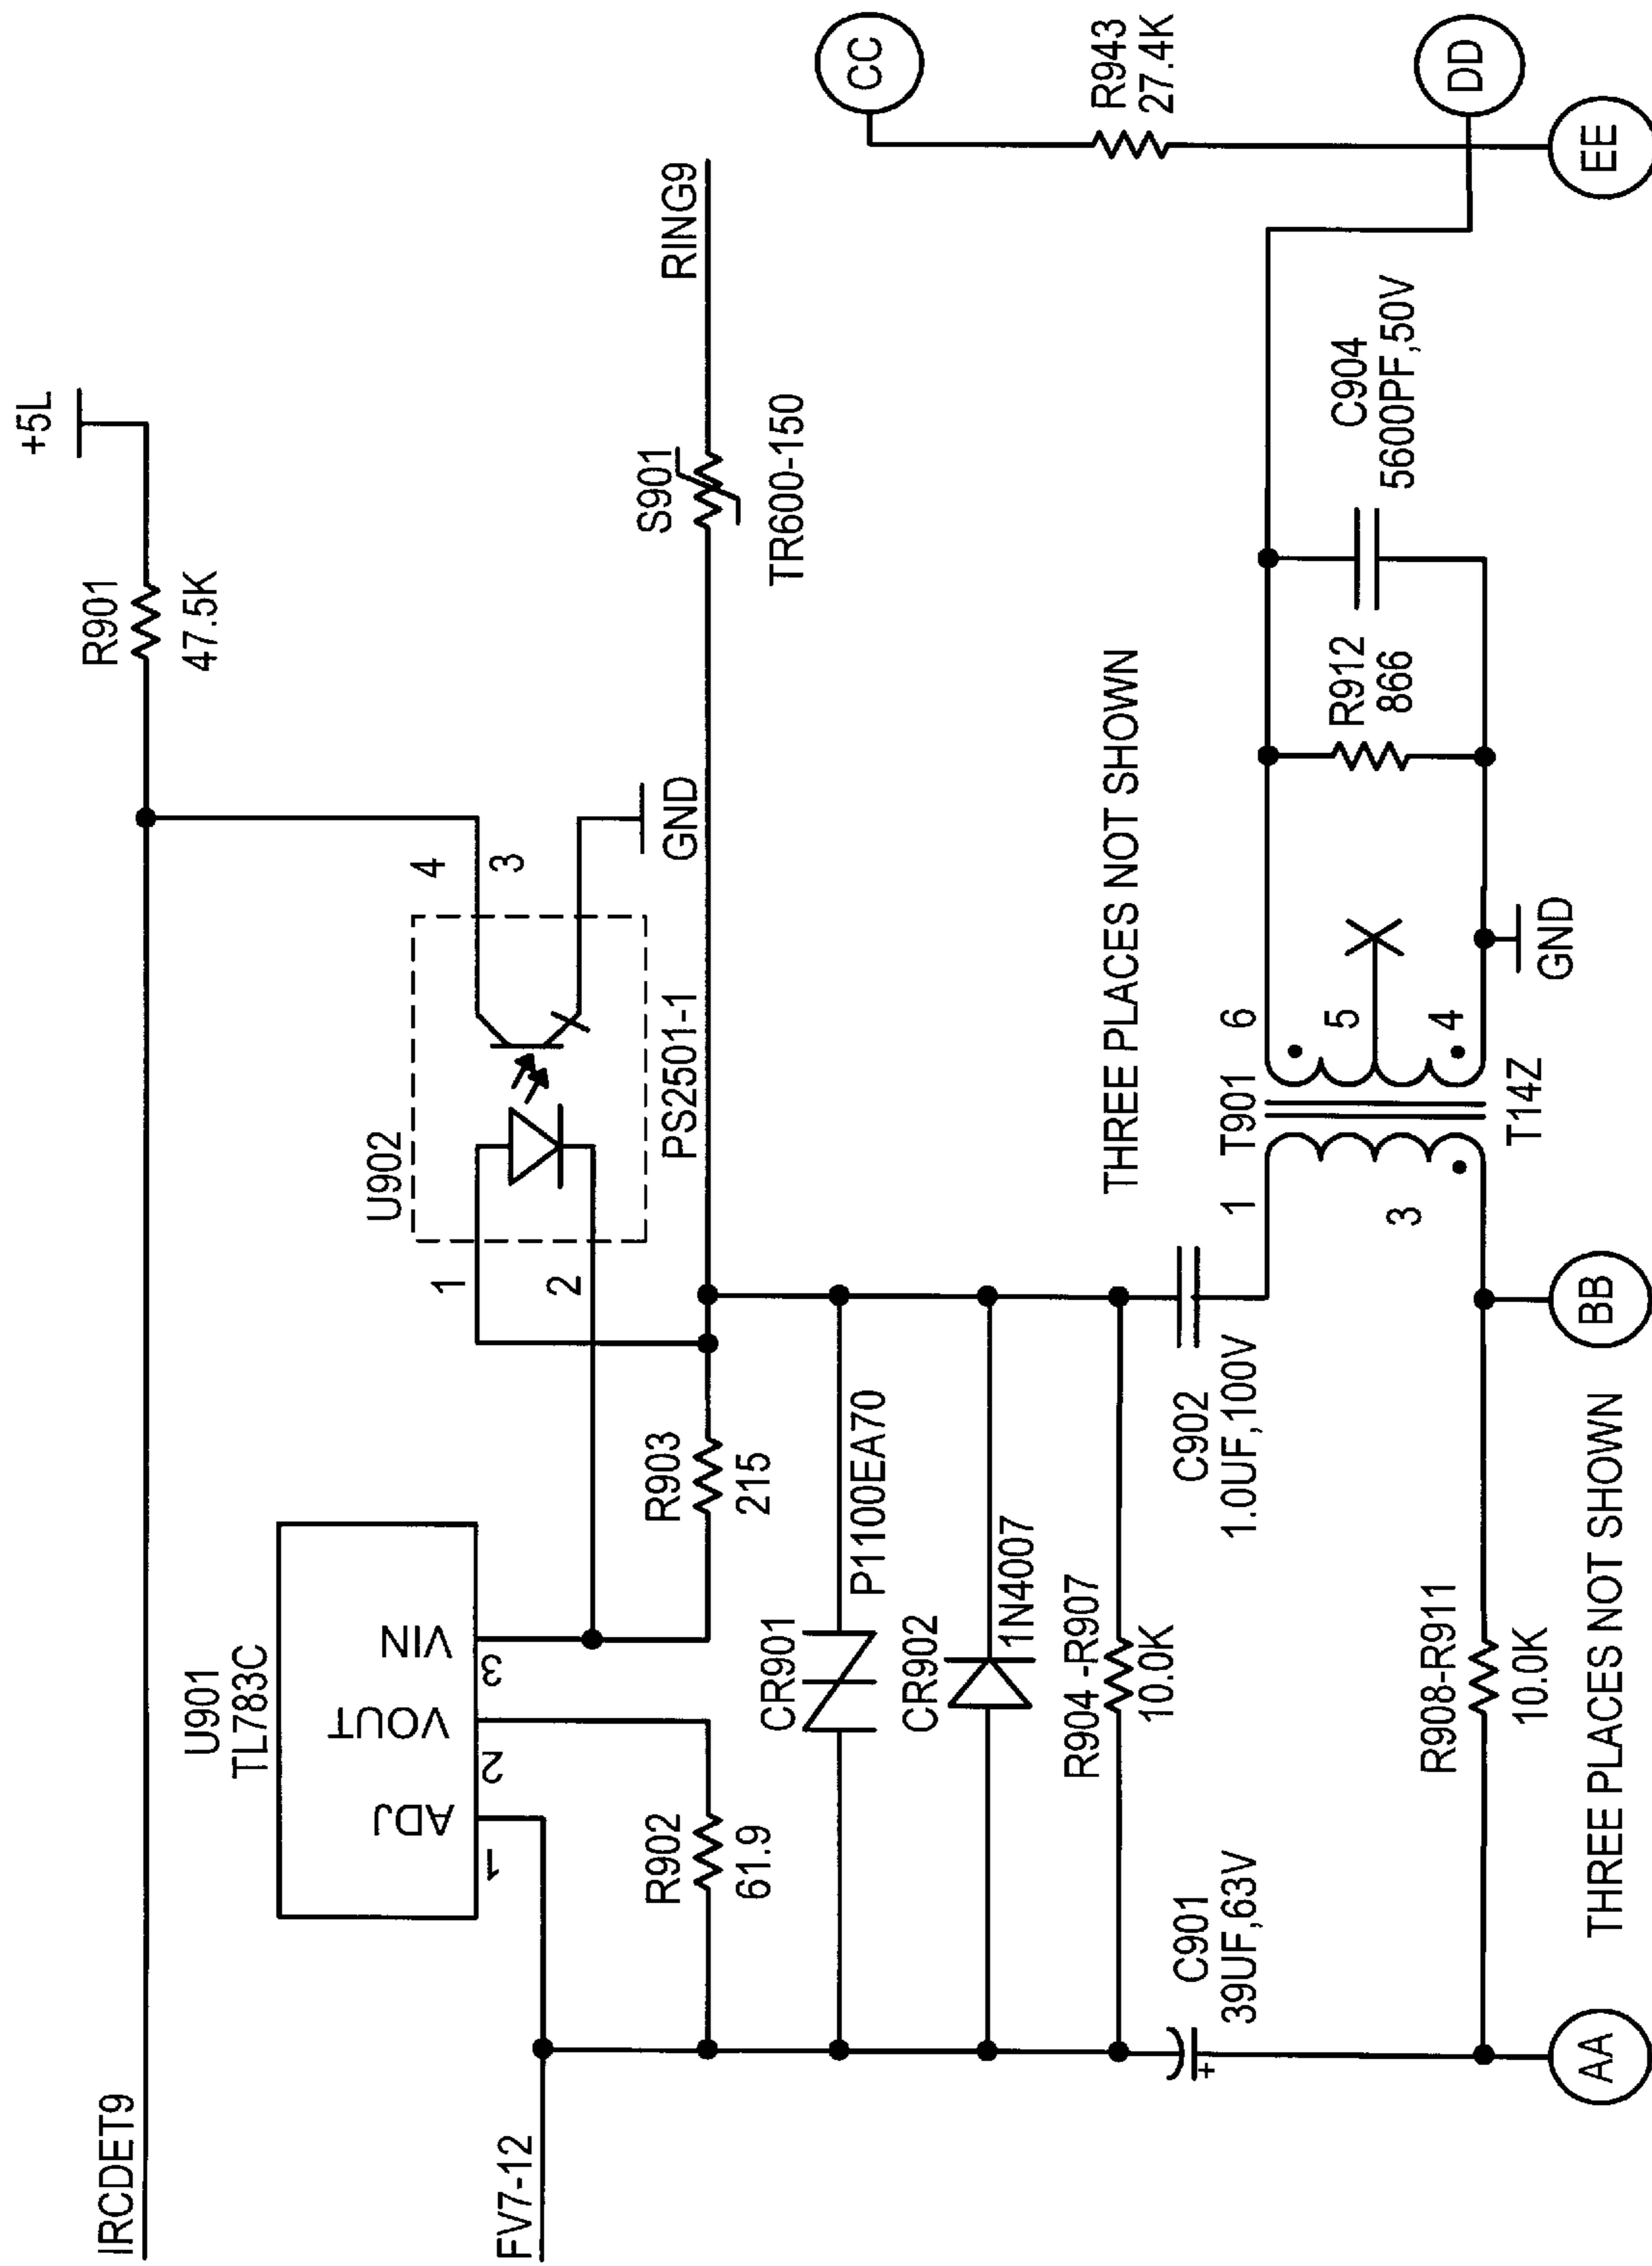 IRCDET9
+5L
R901
47.5K
FV7-12
U901
TL783C
ADJ
VOUT
VIN
1
2
3
U902
1
2
4
3
PS2501-1
GND
R902
61.9
R903
215
S901
TR600-150
RING9
CR901
P1100EA70
CR902
1N4007
R904 -R907
10.0K
THREE PLACES NOT SHOWN
C901
39UF,63V
+
C902
1.0UF,100V
T901
1
3
6
5
4
T14Z
GND
R912
866
C904
5600PF,50V
CC
R943
27.4K
DD
EE
R908-R911
10.0K
THREE PLACES NOT SHOWN
AA
BB